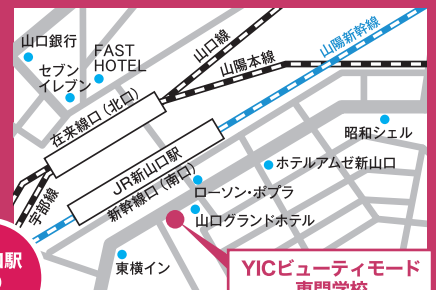 山口銀行
FAST
HOTEL
セブン
イレブン
山口線
山陽本線
山陽新幹線
在来線口(北口)
昭和シェル
JR新山口駅
新幹線口(南口)
ホテルアムゼ新山口
ローソン・ポプラ
宇部線
山口グランドホテル
東横イン
YICビューティモード
専門学校